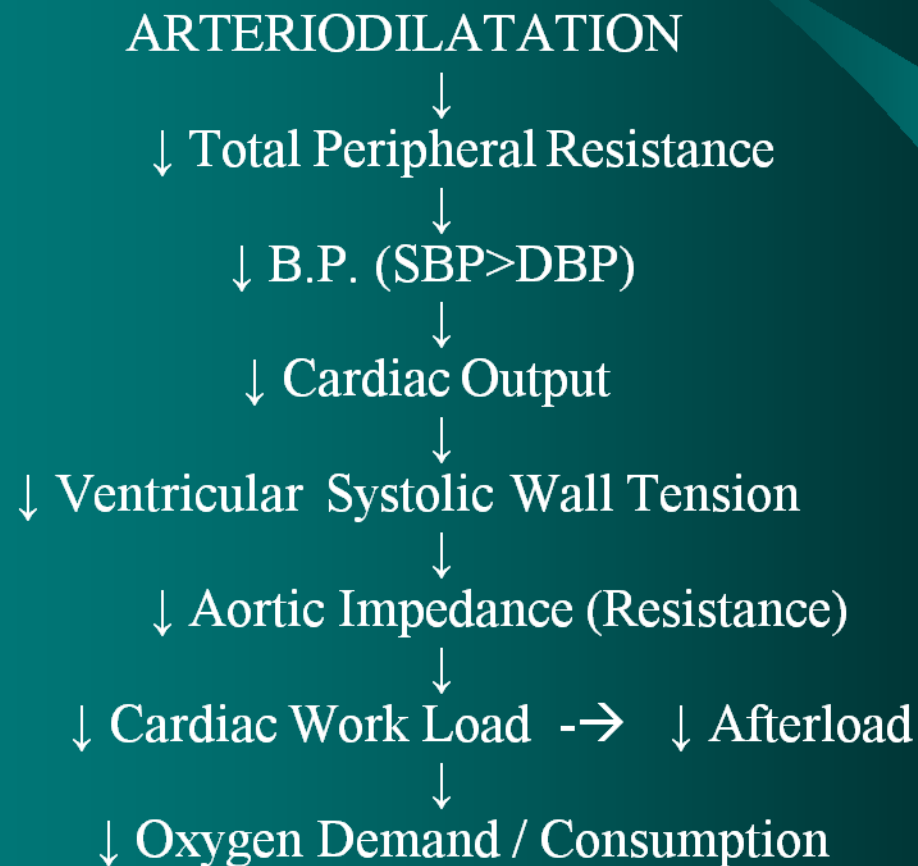 ARTERIODILATATION
↓
↓ Total Peripheral Resistance
↓
↓ B.P. (SBP>DBP)
↓
↓ Cardiac Output
↓
↓ Ventricular Systolic Wall Tension
↓
↓ Aortic Impedance (Resistance)
↓
↓ Cardiac Work Load -→ ↓ Afterload
↓
↓ Oxygen Demand / Consumption